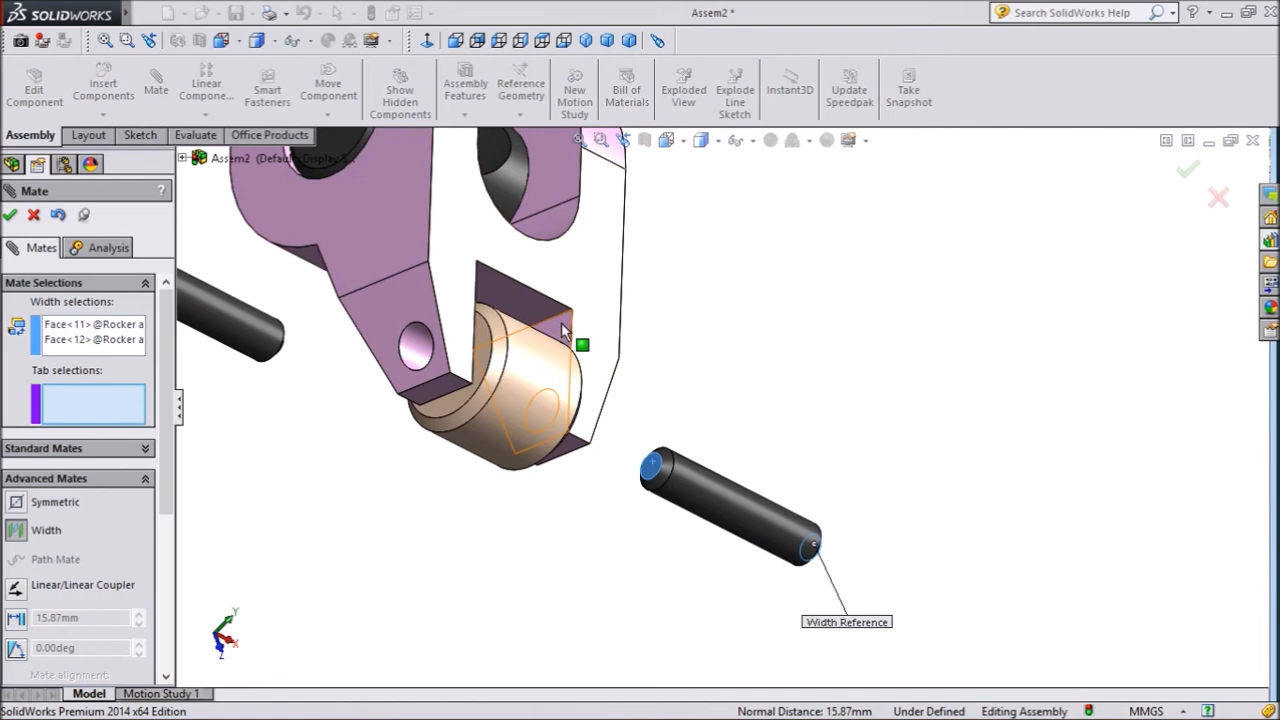 SOLIDWORKS
Assem2 *
Search SolidWorks Help
Edit Component
Insert Components
Mate
Linear Compone...
Smart Fasteners
Move Component
Show Hidden Components
Assembly Features
Reference Geometry
New Motion Study
Bill of Materials
Exploded View
Explode Line Sketch
Instant3D
Update Speedpak
Take Snapshot
Assembly
Layout
Sketch
Evaluate
Office Products
Assem2 (Default<Display S...
Mate
?
Mates
Analysis
Mate Selections
Width selections:
Face<11>@Rocker a
Face<12>@Rocker a
Tab selections:
Standard Mates
Advanced Mates
Symmetric
Width
Path Mate
Linear/Linear Coupler
15.87mm
0.00deg
Mate alignment:
Width Reference
Y
X
Z
Model
Motion Study 1
SolidWorks Premium 2014 x64 Edition
Normal Distance: 15.87mm
Under Defined
Editing Assembly
MMGS